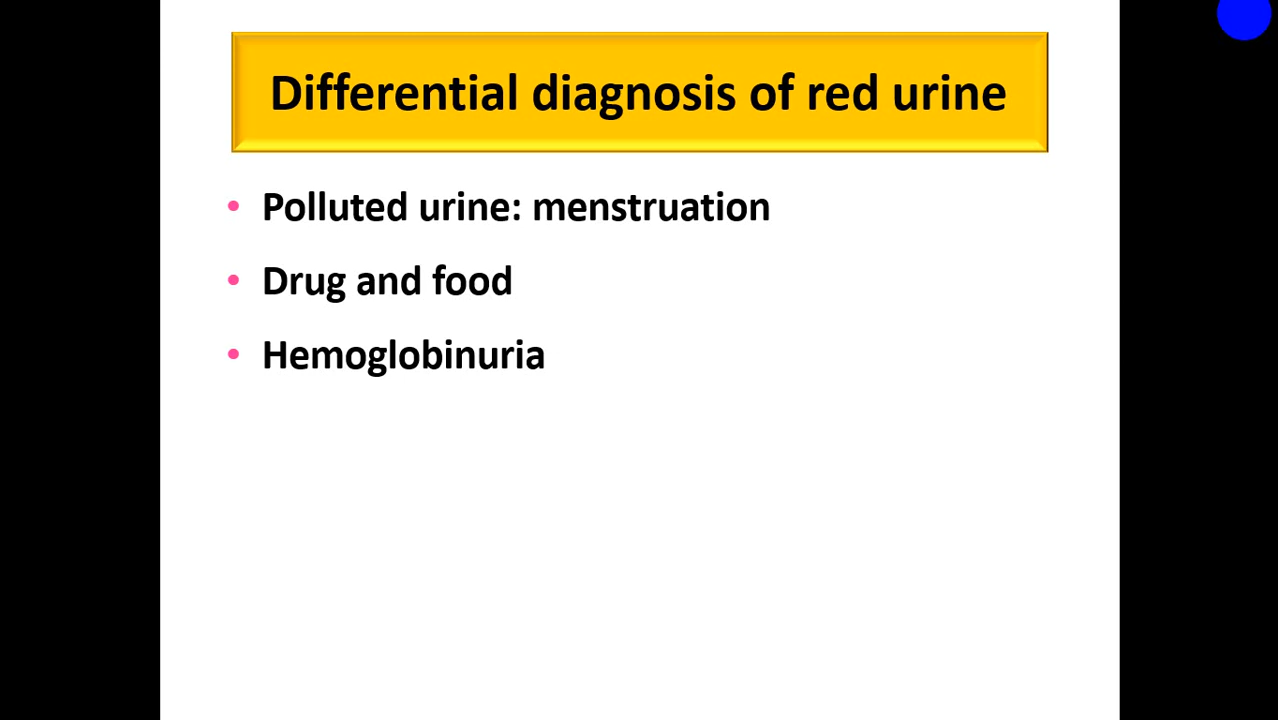 Differential diagnosis of red urine
• Polluted urine: menstruation
• Drug and food
• Hemoglobinuria